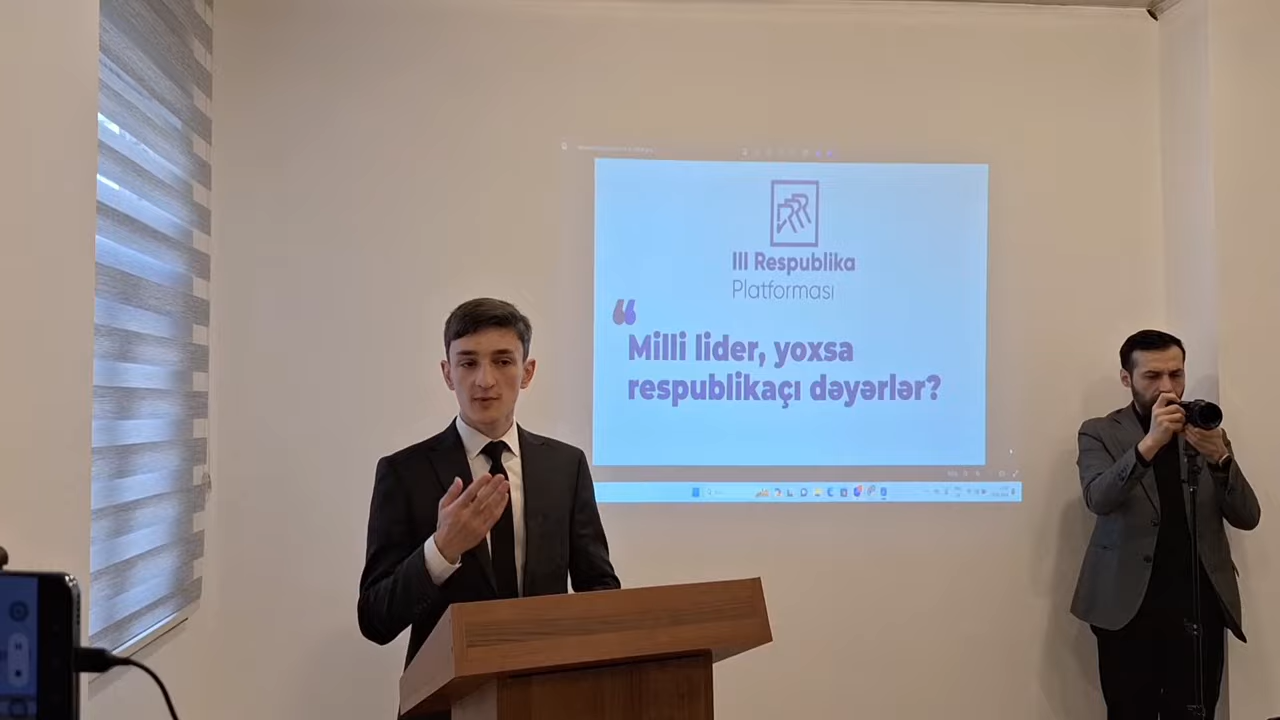 III Respublika
Platforması
“
Milli lider, yoxsa
respublikaçı dəyərlər?